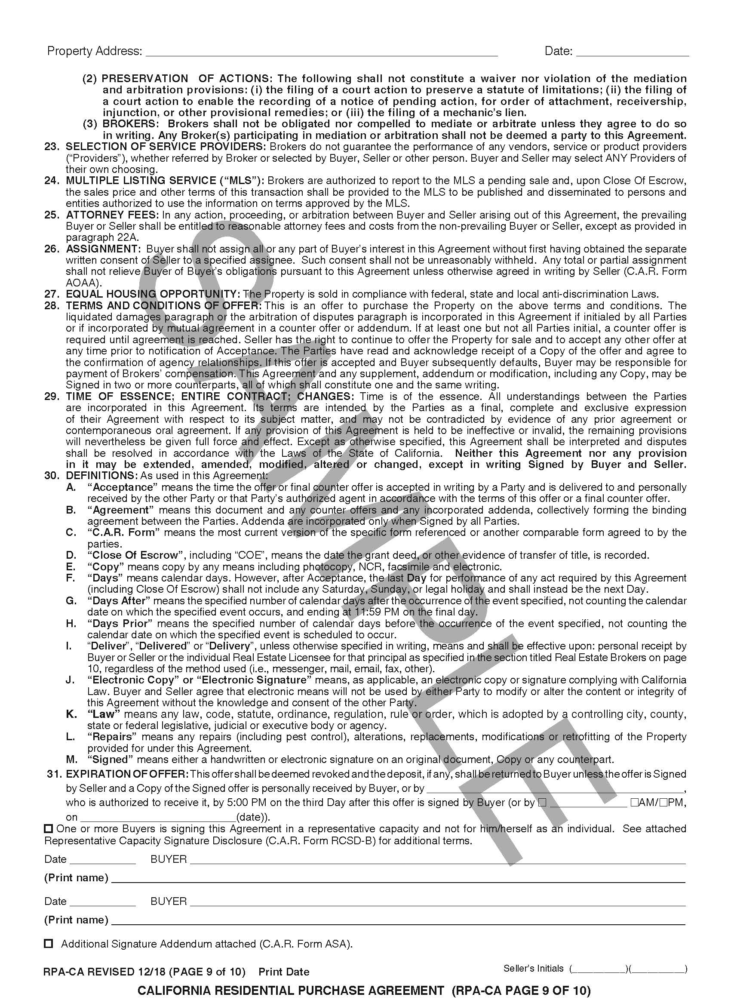 Property Address: ____ Date: ____
(2) PRESERVATION OF ACTIONS: The following shall not constitute a waiver nor violation of the mediation
and arbitration provisions: (i) the filing of a court action to preserve a statute of limitations; (ii) the filing of
a court action to enable the recording of a notice of pending action, for order of attachment, receivership,
injunction, or other provisional remedies; or (iii) the filing of a mechanic's lien.
(3) BROKERS: Brokers shall not be obligated nor compelled to mediate or arbitrate unless they agree to do so
in writing. Any Broker(s) participating in mediation or arbitration shall not be deemed a party to this Agreement.
23. SELECTION OF SERVICE PROVIDERS: Brokers do not guarantee the performance of any vendors, service or product providers
(“Providers”), whether referred by Broker or selected by Buyer, Seller or other person. Buyer and Seller may select ANY Providers of
their own choosing.
24. MULTIPLE LISTING SERVICE (“MLS”): Brokers are authorized to report to the MLS a pending sale and, upon Close Of Escrow,
the sales price and other terms of this transaction shall be provided to the MLS to be published and disseminated to persons and
entities authorized to use the information on terms approved by the MLS.
25. ATTORNEY FEES: In any action, proceeding, or arbitration between Buyer and Seller arising out of this Agreement, the prevailing
Buyer or Seller shall be entitled to reasonable attorney fees and costs from the non-prevailing Buyer or Seller, except as provided in
paragraph 22A.
26. ASSIGNMENT: Buyer shall not assign all or any part of Buyer's interest in this Agreement without first having obtained the separate
written consent of Seller to a specified assignee. Such consent shall not be unreasonably withheld. Any total or partial assignment
shall not relieve Buyer of Buyer's obligations pursuant to this Agreement unless otherwise agreed in writing by Seller (C.A.R. Form
AOAA).
27. EQUAL HOUSING OPPORTUNITY: The Property is sold in compliance with federal, state and local anti-discrimination Laws.
28. TERMS AND CONDITIONS OF OFFER: This is an offer to purchase the Property on the above terms and conditions. The
liquidated damages paragraph or the arbitration of disputes paragraph is incorporated in this Agreement if initialed by all Parties
or if incorporated by mutual agreement in a counter offer or addendum. If at least one but not all Parties initial, a counter offer is
required until agreement is reached. Seller has the right to continue to offer the Property for sale and to accept any other offer at
any time prior to notification of Acceptance. The Parties have read and acknowledge receipt of a Copy of the offer and agree to
the confirmation of agency relationships. If this offer is accepted and Buyer subsequently defaults, Buyer may be responsible for
payment of Brokers' compensation. This Agreement and any supplement, addendum or modification, including any Copy, may be
Signed in two or more counterparts, all of which shall constitute one and the same writing.
29. TIME OF ESSENCE; ENTIRE CONTRACT; CHANGES: Time is of the essence. All understandings between the Parties
are incorporated in this Agreement. Its terms are intended by the Parties as a final, complete and exclusive expression
of their Agreement with respect to its subject matter, and may not be contradicted by evidence of any prior agreement or
contemporaneous oral agreement. If any provision of this Agreement is held to be ineffective or invalid, the remaining provisions
will nevertheless be given full force and effect. Except as otherwise specified, this Agreement shall be interpreted and disputes
shall be resolved in accordance with the Laws of the State of California. Neither this Agreement nor any provision
in it may be extended, amended, modified, altered or changed, except in writing Signed by Buyer and Seller.
30. DEFINITIONS: As used in this Agreement:
A. “Acceptance” means the time the offer or final counter offer is accepted in writing by a Party and is delivered to and personally
received by the other Party or that Party's authorized agent in accordance with the terms of this offer or a final counter offer.
B. “Agreement” means this document and any counter offers and any incorporated addenda, collectively forming the binding
agreement between the Parties. Addenda are incorporated only when Signed by all Parties.
C. “C.A.R. Form” means the most current version of the specific form referenced or another comparable form agreed to by the
parties.
D. “Close Of Escrow”, including “COE”, means the date the grant deed, or other evidence of transfer of title, is recorded.
E. “Copy” means copy by any means including photocopy, NCR, facsimile and electronic.
F. “Days” means calendar days. However, after Acceptance, the last Day for performance of any act required by this Agreement
(including Close Of Escrow) shall not include any Saturday, Sunday, or legal holiday and shall instead be the next Day.
G. “Days After” means the specified number of calendar days after the occurrence of the event specified, not counting the calendar
date on which the specified event occurs, and ending at 11:59 PM on the final day.
H. “Days Prior” means the specified number of calendar days before the occurrence of the event specified, not counting the
calendar date on which the specified event is scheduled to occur.
I. “Deliver”, “Delivered” or “Delivery”, unless otherwise specified in writing, means and shall be effective upon: personal receipt by
Buyer or Seller or the individual Real Estate Licensee for that principal as specified in the section titled Real Estate Brokers on page
10, regardless of the method used (i.e., messenger, mail, email, fax, other).
J. “Electronic Copy” or “Electronic Signature” means, as applicable, an electronic copy or signature complying with California
Law. Buyer and Seller agree that electronic means will not be used by either Party to modify or alter the content or integrity of
this Agreement without the knowledge and consent of the other Party.
K. “Law” means any law, code, statute, ordinance, regulation, rule or order, which is adopted by a controlling city, county,
state or federal legislative, judicial or executive body or agency.
L. “Repairs” means any repairs (including pest control), alterations, replacements, modifications or retrofitting of the Property
provided for under this Agreement.
M. “Signed” means either a handwritten or electronic signature on an original document, Copy or any counterpart.
31. EXPIRATION OF OFFER: This offer shall be deemed revoked and the deposit, if any, shall be returned to Buyer unless the offer is Signed
by Seller and a Copy of the Signed offer is personally received by Buyer, or by ____,
who is authorized to receive it, by 5:00 PM on the third Day after this offer is signed by Buyer (or by ☐ ____ ☐AM/☐PM,
on ____(date)).
☐ One or more Buyers is signing this Agreement in a representative capacity and not for him/herself as an individual. See attached
Representative Capacity Signature Disclosure (C.A.R. Form RCSD-B) for additional terms.
Date ____ BUYER ____
(Print name) ____
Date ____ BUYER ____
(Print name) ____
☐ Additional Signature Addendum attached (C.A.R. Form ASA).
Seller's Initials (____)(____)
RPA-CA REVISED 12/18 (PAGE 9 of 10) Print Date
CALIFORNIA RESIDENTIAL PURCHASE AGREEMENT (RPA-CA PAGE 9 OF 10)
SAMPLE